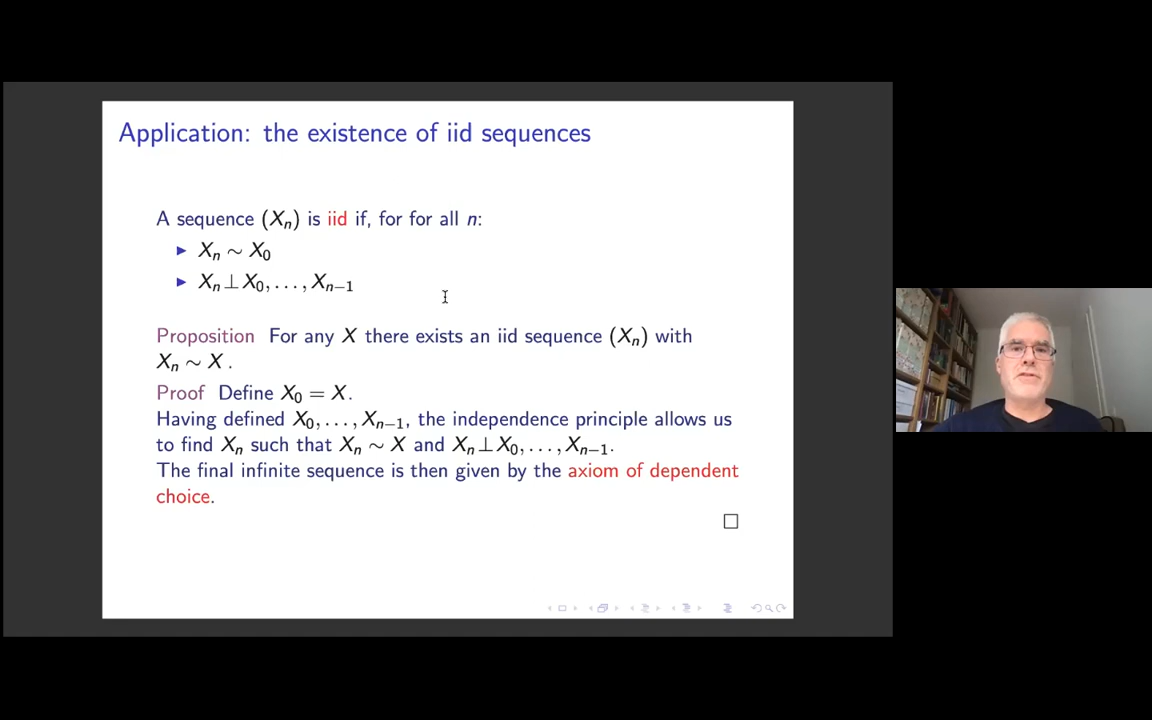 Application: the existence of iid sequences
A sequence (Xₙ) is iid if, for for all n:
▶ Xₙ ∼ X₀
▶ Xₙ ⊥ X₀, . . . , Xₙ₋₁
Proposition For any X there exists an iid sequence (Xₙ) with
Xₙ ∼ X .
Proof Define X₀ = X.
Having defined X₀, . . . , Xₙ₋₁, the independence principle allows us
to find Xₙ such that Xₙ ∼ X and Xₙ ⊥ X₀, . . . , Xₙ₋₁.
The final infinite sequence is then given by the axiom of dependent
choice.
□